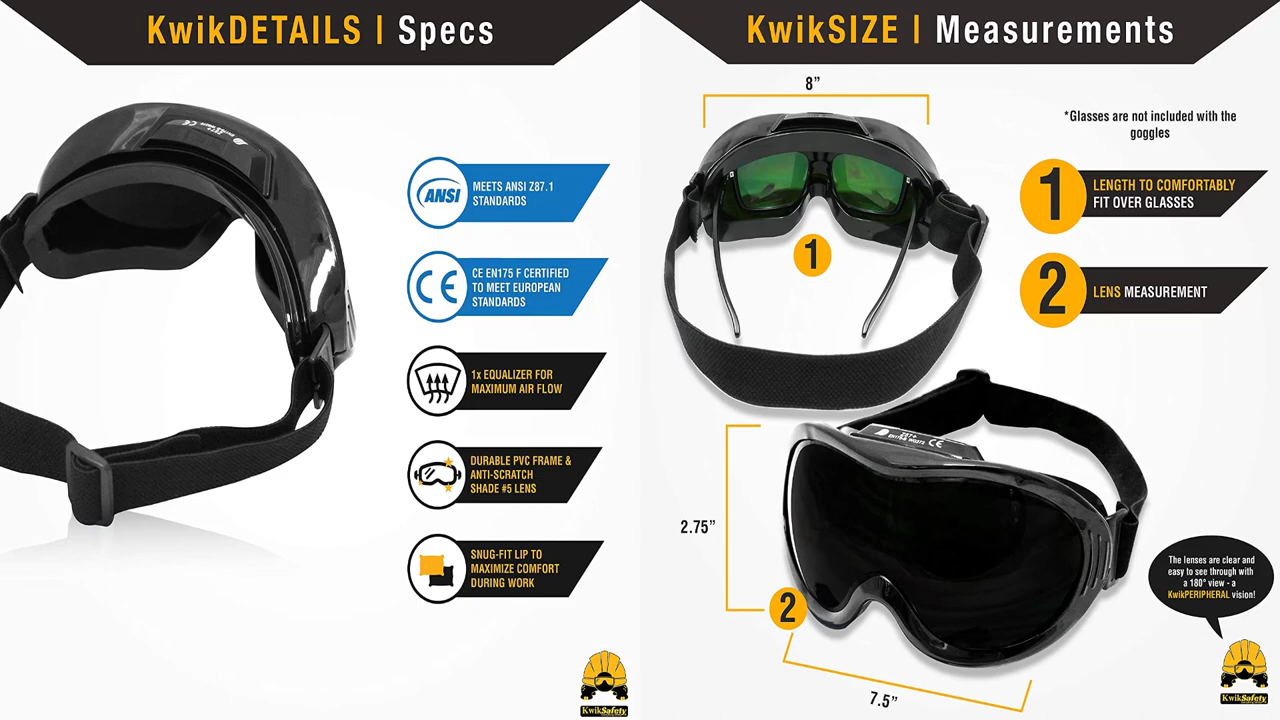 KwikDETAILS | Specs
MEETS ANSI Z87.1
STANDARDS
ANSI
CE EN175 F CERTIFIED
TO MEET EUROPEAN
STANDARDS
CE
1x EQUALIZER FOR
MAXIMUM AIR FLOW
DURABLE PVC FRAME &
ANTI-SCRATCH
SHADE #5 LENS
SNUG-FIT LIP TO
MAXIMIZE COMFORT
DURING WORK
KwikSafety
KwikSIZE | Measurements
8”
*Glasses are not included with the
goggles
1
LENGTH TO COMFORTABLY
FIT OVER GLASSES
1
2
LENS MEASUREMENT
Z87+
CE
2.75”
2
7.5”
The lenses are clear and
easy to see through with
a 180° view - a
KwikPERIPHERAL vision!
KwikSafety